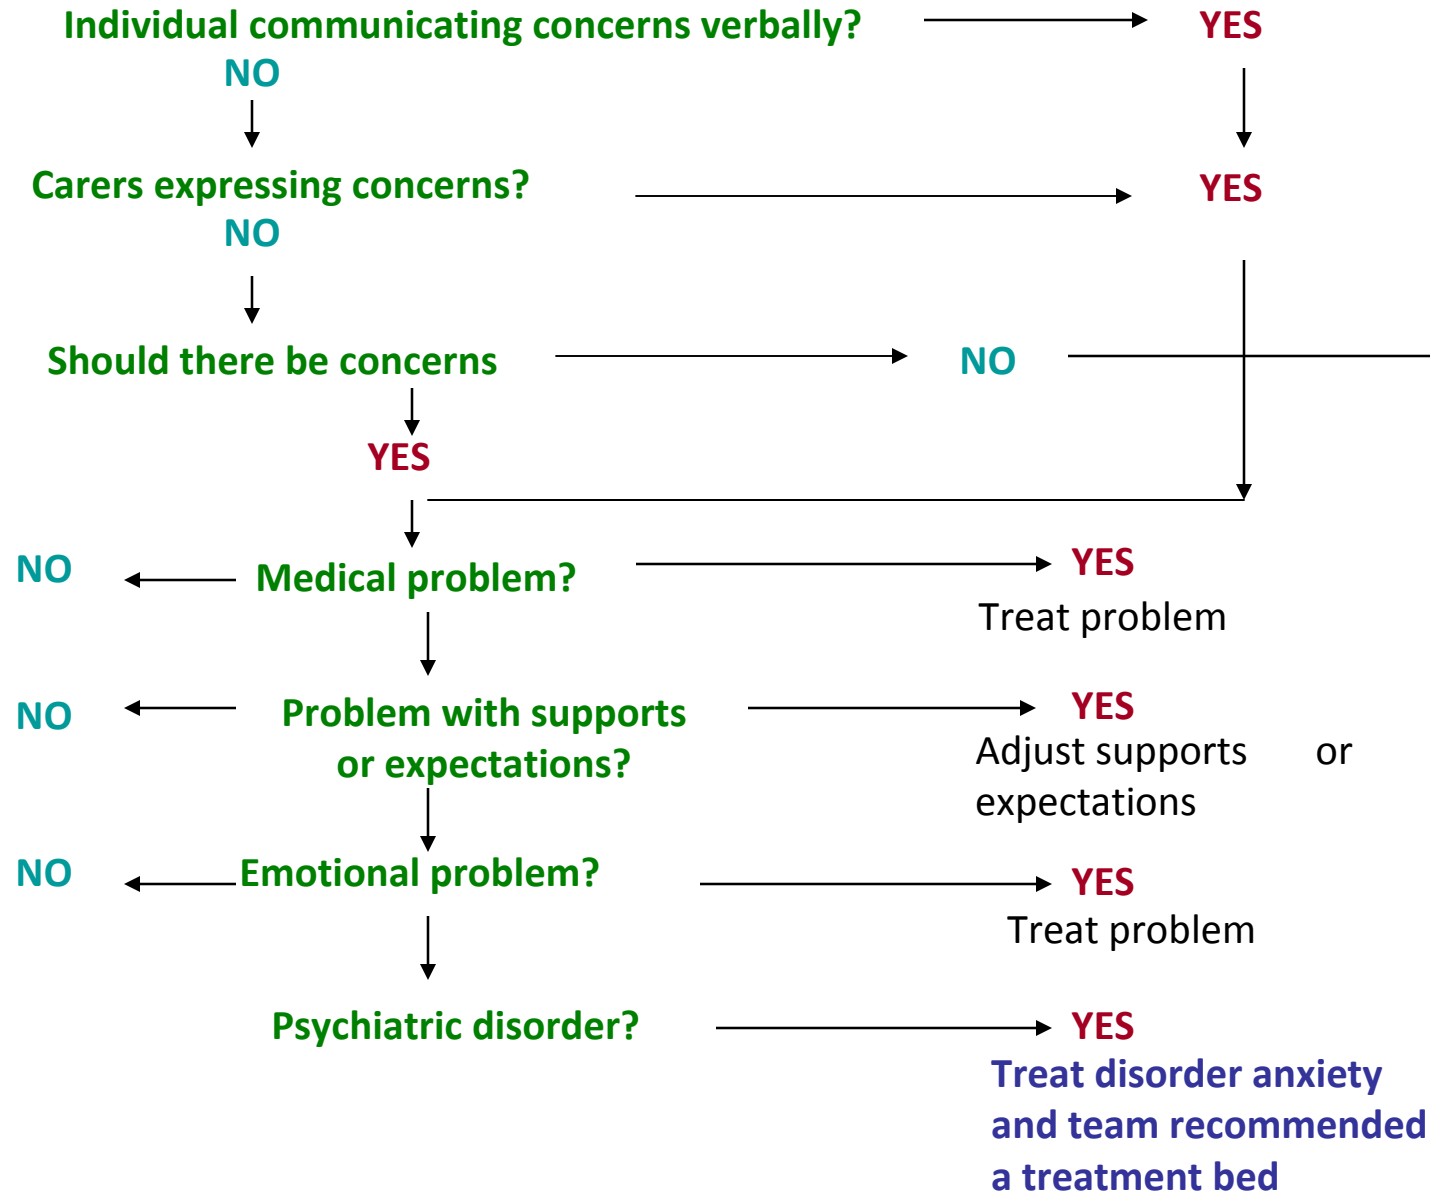 Individual communicating concerns verbally? YES
NO
Carers expressing concerns? YES
NO
Should there be concerns NO
YES
NO Medical problem? YES
Treat problem
NO Problem with supports YES
or expectations? Adjust supports or
expectations
NO Emotional problem? YES
Treat problem
Psychiatric disorder? YES
Treat disorder anxiety
and team recommended
a treatment bed